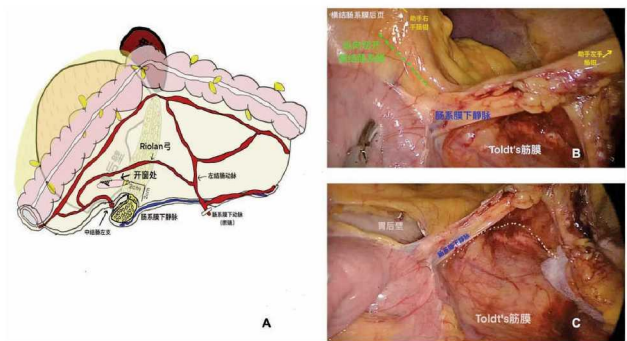 Riolan弓
开窗处
左结肠动脉
肠系膜下静脉
肠系膜下动脉
中结肠左支
A
横结肠系膜后页
助手右
手肠钳
助手左手
肠钳
肠系膜下静脉
Toldt's筋膜
B
胃后壁
肠系膜下静脉
Toldt's筋膜
C